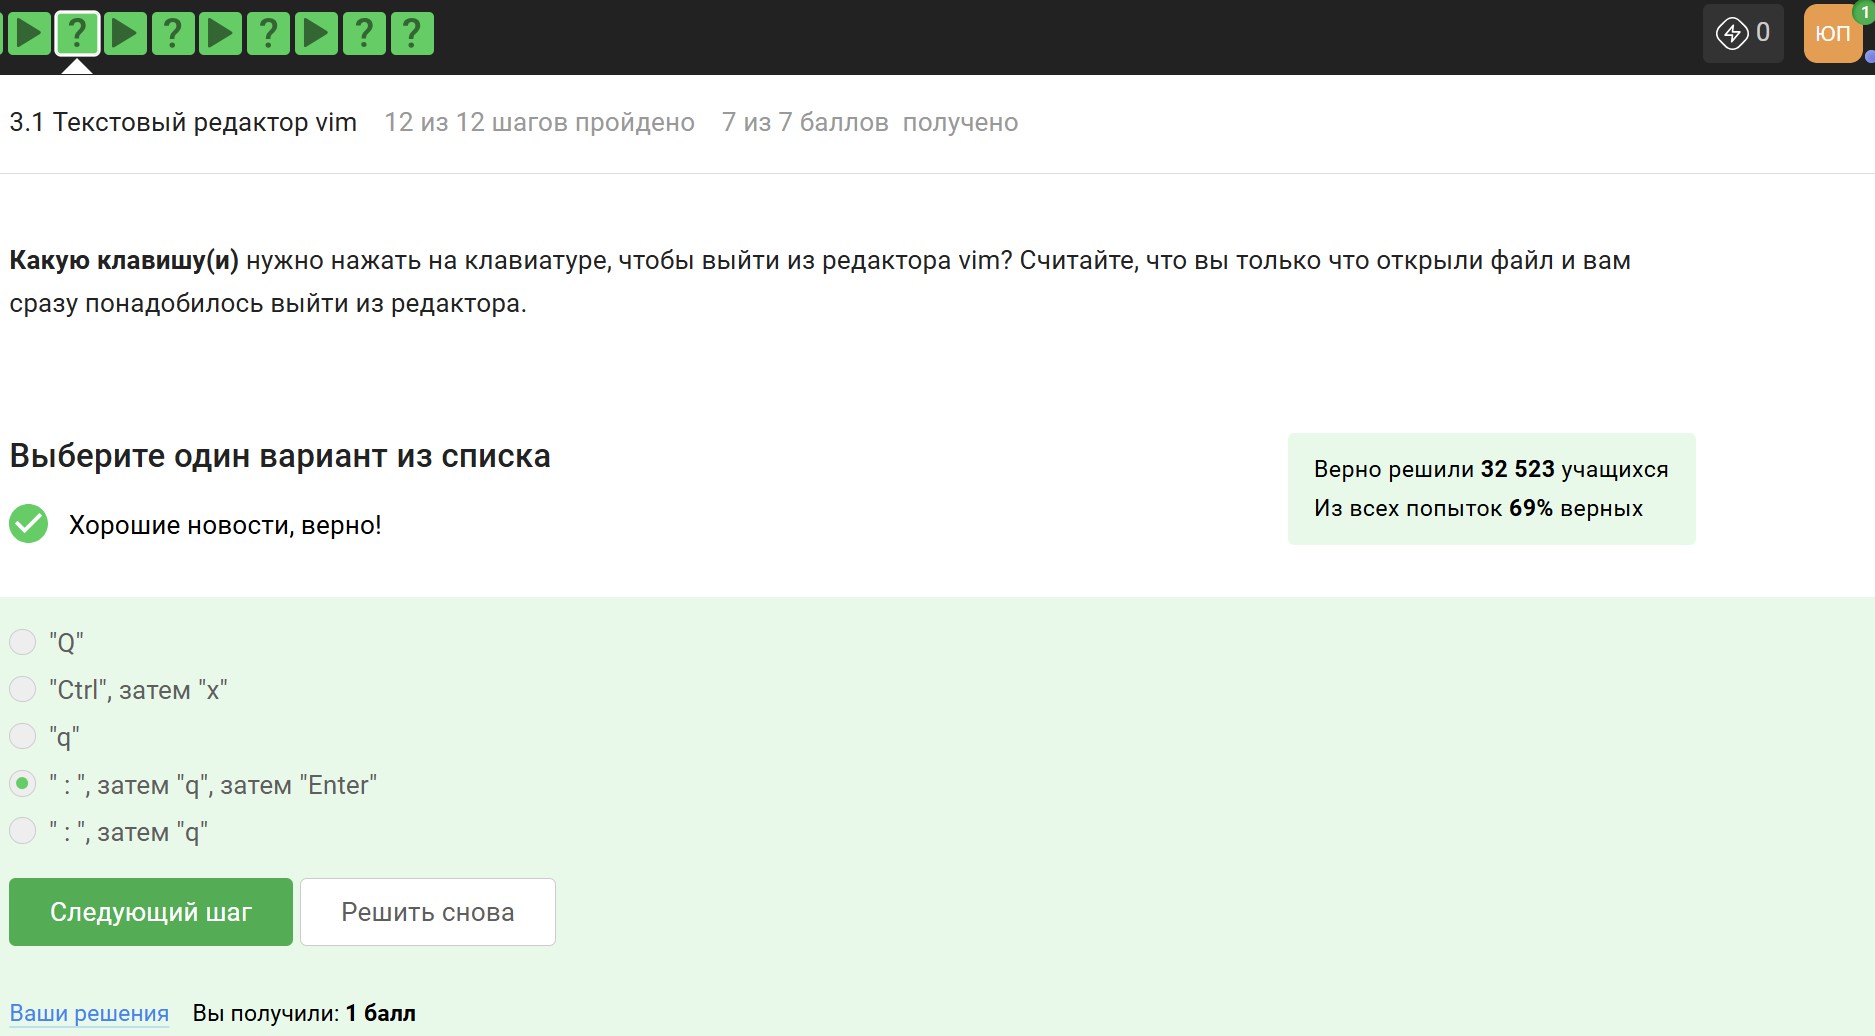 ? ? ? ? ?
0
ЮП
1
3.1 Текстовый редактор vim 12 из 12 шагов пройдено 7 из 7 баллов получено
Какую клавишу(и) нужно нажать на клавиатуре, чтобы выйти из редактора vim? Считайте, что вы только что открыли файл и вам
сразу понадобилось выйти из редактора.
Выберите один вариант из списка
Хорошие новости, верно!
Верно решили 32 523 учащихся
Из всех попыток 69% верных
"Q"
"Ctrl", затем "x"
"q"
" : ", затем "q", затем "Enter"
" : ", затем "q"
Следующий шаг
Решить снова
Ваши решения Вы получили: 1 балл